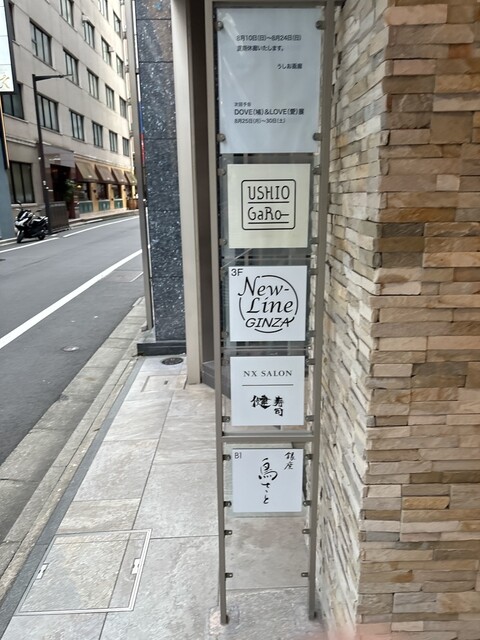 8月10日(日)〜8月24日(日)
夏期休廊いたします。
うしお画廊
次回予告
DOVE(鳩)&LOVE(愛)展
8月25日(月)〜30日(土)
USHIO
GaRo
3F
New-
Line
GINZA
NX SALON
健寿司
B1
銀座
鳥さと